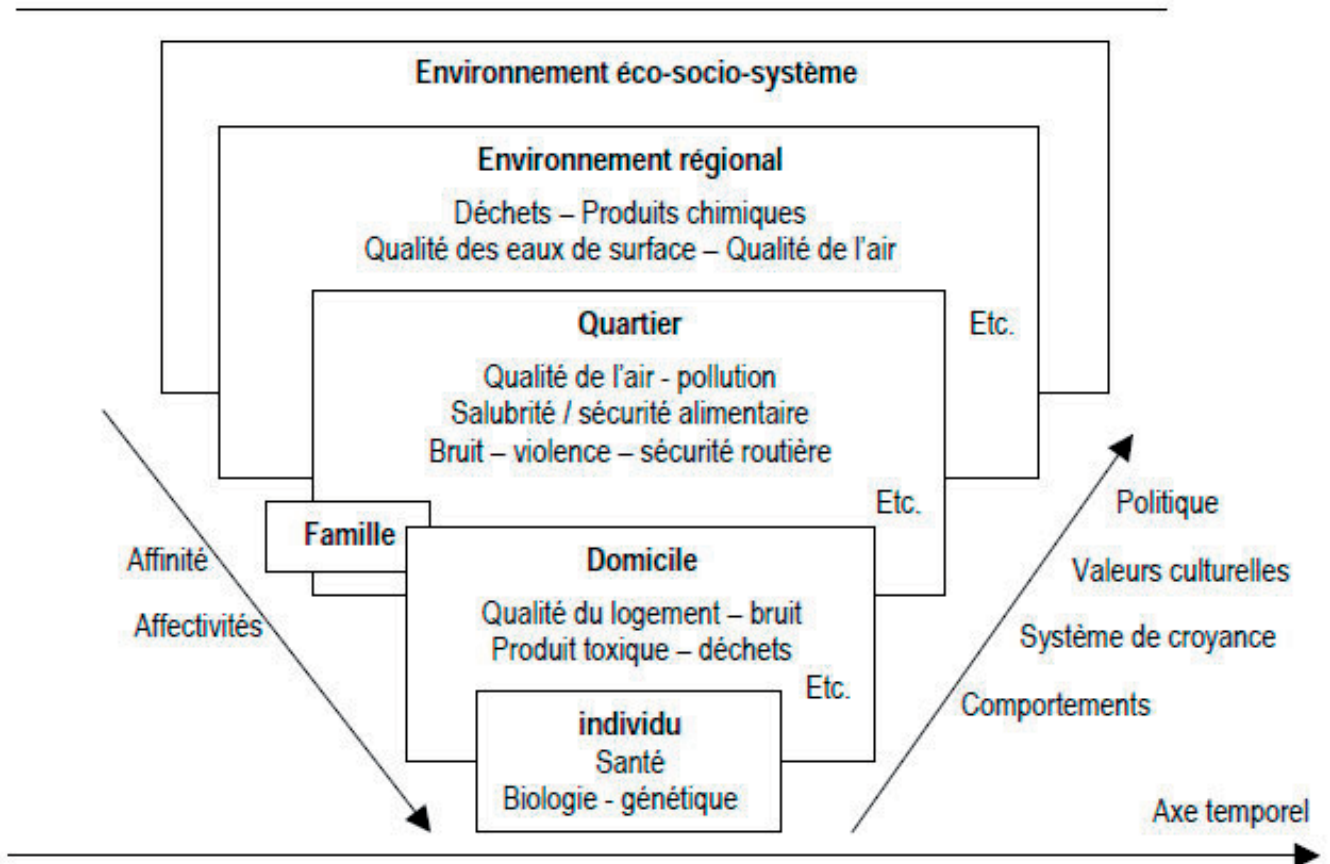 Environnement éco-socio-système
Environnement régional
Déchets – Produits chimiques
Qualité des eaux de surface – Qualité de l'air
Etc.
Quartier
Qualité de l'air - pollution
Salubrité / sécurité alimentaire
Bruit – violence – sécurité routière
Etc.
Famille
Domicile
Qualité du logement – bruit
Produit toxique – déchets
Etc.
individu
Santé
Biologie - génétique
Affinité
Affectivités
Politique
Valeurs culturelles
Système de croyance
Comportements
Axe temporel